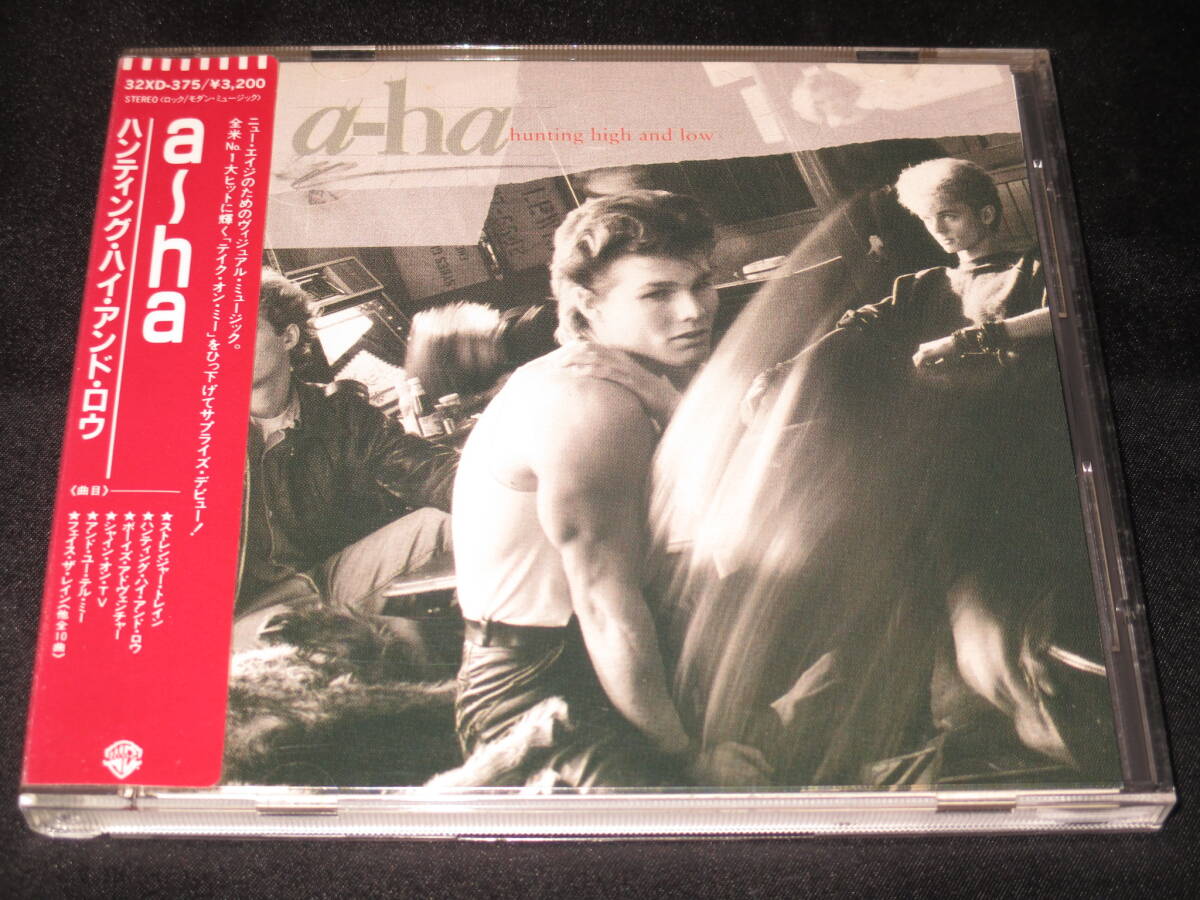 32XD-375/¥3,200
STEREO〈ロック/モダン・ミュージック〉
a~ha
ハンティング・ハイ・アンド・ロウ
ニュー・エイジのためのヴィジュアル・ミュージック。
全米No.1大ヒットに輝く「テイク・オン・ミー」をひっ下げてサプライズ・デビュー!
《曲目》
★ストレンジャー・トレイン
★ハンティング・ハイ・アンド・ロウ
★ボーイズ・アドヴェンチャー
★シャイン・オン・TV
★アンド・ユー・テル・ミー
★フェイス・ザ・レイン(他全10曲)
a-ha
hunting high and low